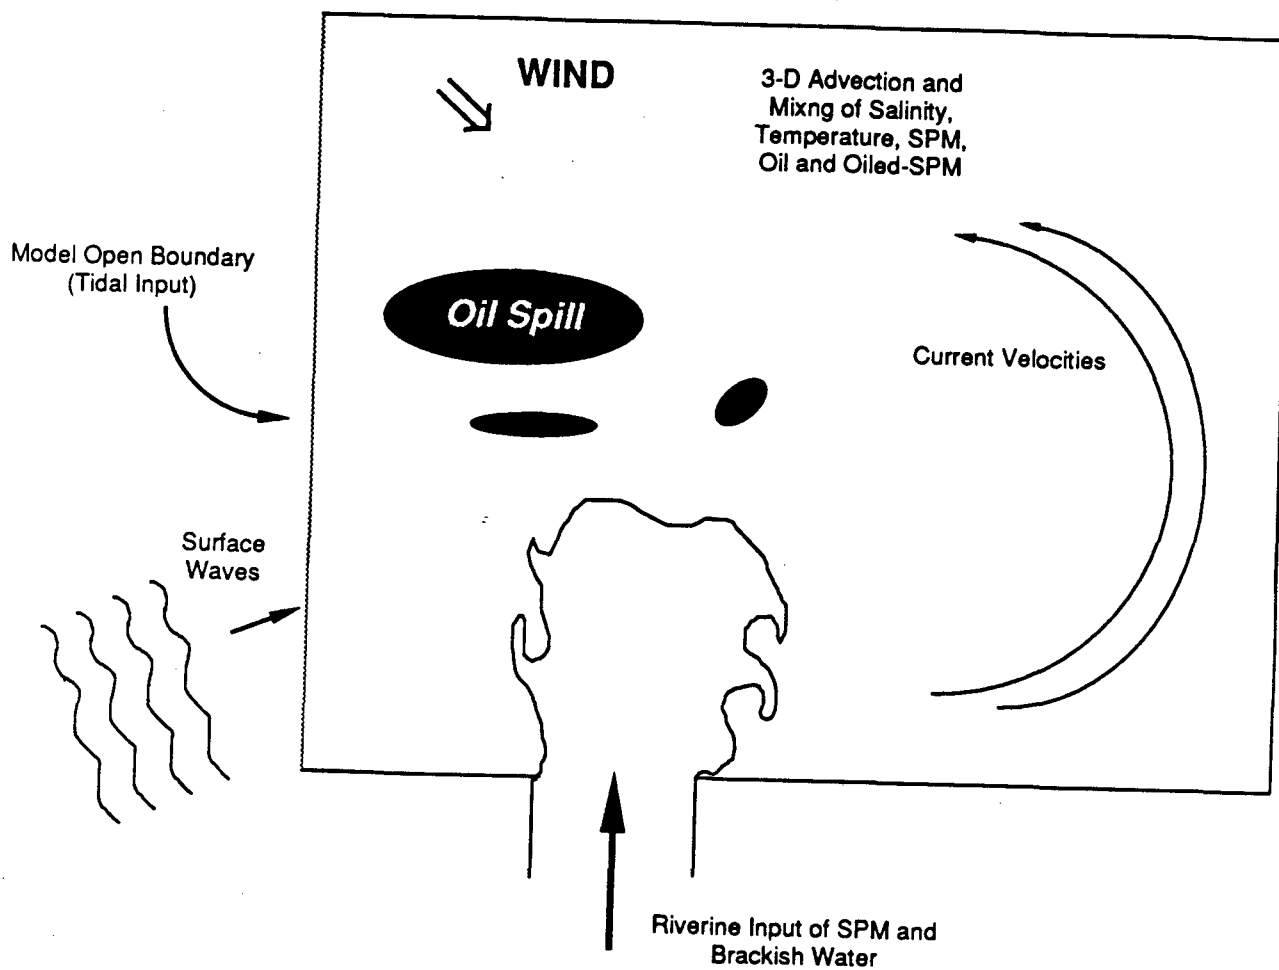 WIND
3-D Advection and
Mixng of Salinity,
Temperature, SPM,
Oil and Oiled-SPM
Model Open Boundary
(Tidal Input)
Oil Spill
Current Velocities
Surface
Waves
Riverine Input of SPM and
Brackish Water